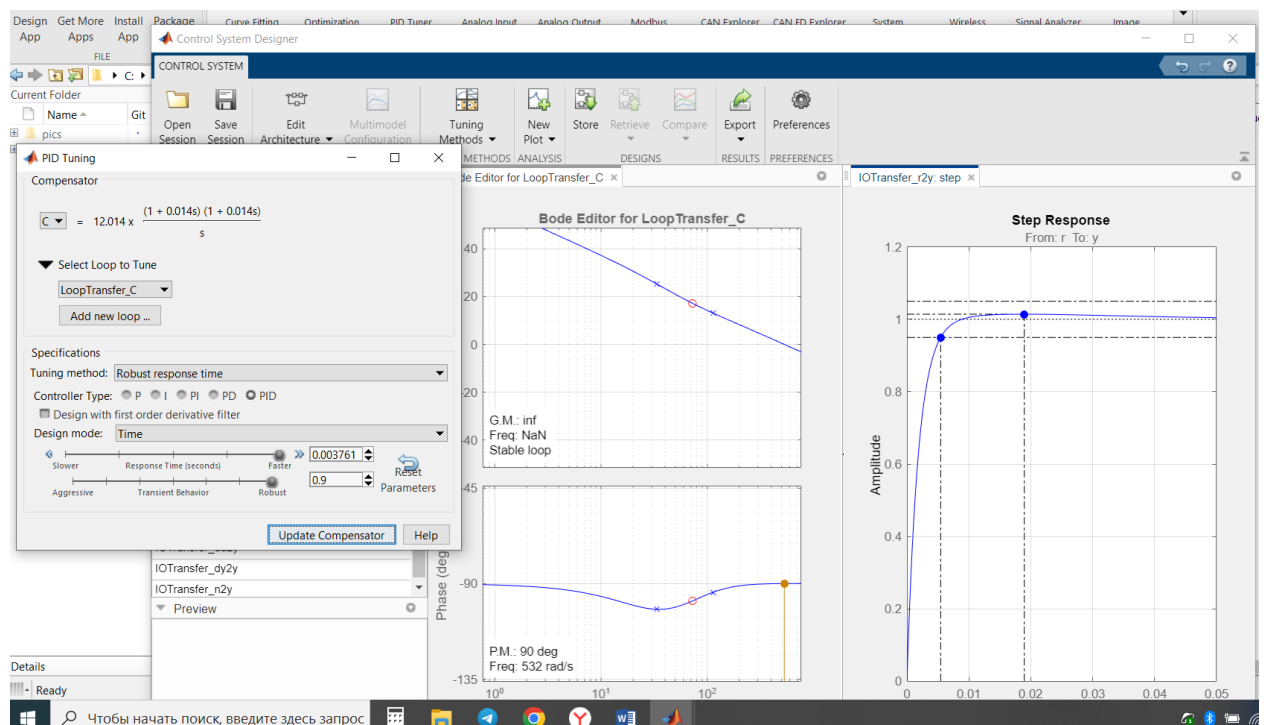 Design Get More Install Package Curve Fitting Optimization PID Tuner Analog Input Analog Output Modbus CAN Explorer CAN FD Explorer System Wireless Signal Analyzer Image
App Apps App
FILE
Control System Designer
CONTROL SYSTEM
C:
Current Folder
Name Git
pics
Open Session
Save Session
Edit Architecture
Multimodel Configuration
Tuning Methods
New Plot
Store
Retrieve
Compare
Export
Preferences
METHODS ANALYSIS DESIGNS RESULTS PREFERENCES
PID Tuning
Compensator
C = 12.014 x (1 + 0.014s) (1 + 0.014s)
s
Select Loop to Tune
LoopTransfer_C
Add new loop ...
Specifications
Tuning method: Robust response time
Controller Type: P I PI PD PID
Design with first order derivative filter
Design mode: Time
0.003761
Slower Response Time (seconds) Faster
0.9
Aggressive Transient Behavior Robust
Reset Parameters
Update Compensator Help
de Editor for LoopTransfer_C
Bode Editor for LoopTransfer_C
40
20
0
-20
-40
G.M.: inf
Freq: NaN
Stable loop
-45
-90
-135
Phase (deg
P.M.: 90 deg
Freq: 532 rad/s
10⁰ 10¹ 10²
IOTransfer_r2y: step
Step Response
From: r To: y
Amplitude
1.2
1
0.8
0.6
0.4
0.2
0
0 0.01 0.02 0.03 0.04 0.05
IOTransfer_dy2y
IOTransfer_n2y
Preview
Details
Ready
Чтобы начать поиск, введите здесь запрос